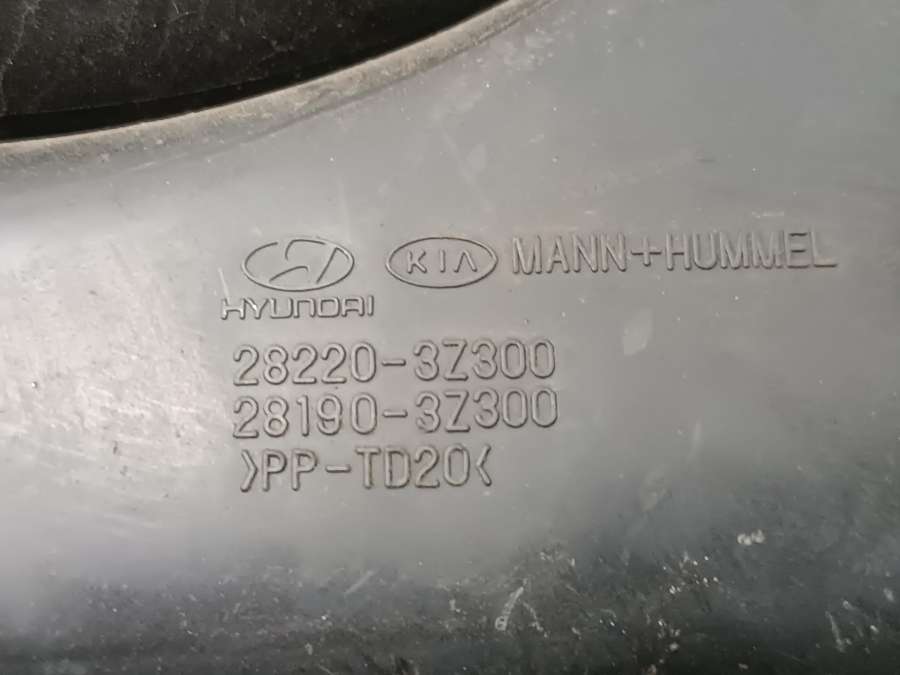 HYUNDAI KIA MANN+HUMMEL
28220-3Z300
28190-3Z300
>PP-TD20<